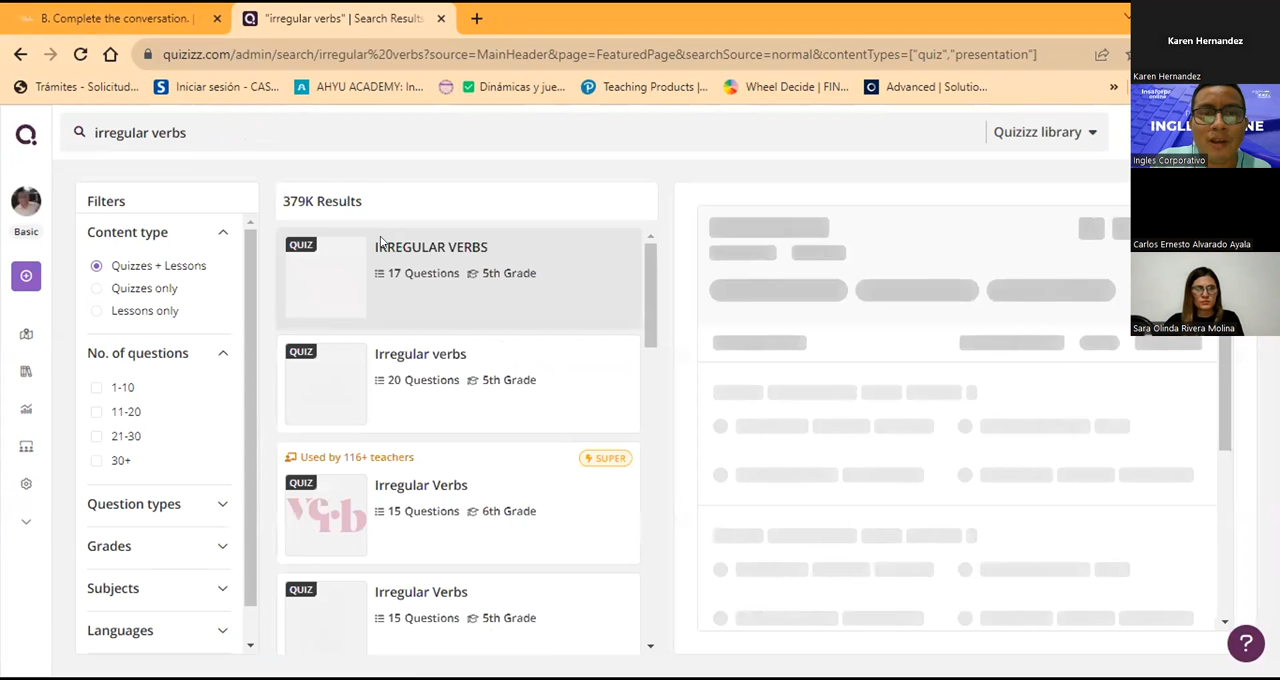 B. Complete the conversation. |
"irregular verbs" | Search Results
quizizz.com/admin/search/irregular%20verbs?source=MainHeader&page=FeaturedPage&searchSource=normal&contentTypes=["quiz","presentation"]
Trámites - Solicitud...
Iniciar sesión - CAS...
AHYU ACADEMY: In...
Dinámicas y jue...
Teaching Products |...
Wheel Decide | FIN...
Advanced | Solutio...
»
Karen Hernandez
Karen Hernandez
Insaforp online
Ingles Corporativo
Carlos Ernesto Alvarado Ayala
Sara Olinda Rivera Molina
irregular verbs
Quizizz library
Basic
Filters
Content type
Quizzes + Lessons
Quizzes only
Lessons only
No. of questions
1-10
11-20
21-30
30+
Question types
Grades
Subjects
Languages
379K Results
QUIZ
IRREGULAR VERBS
17 Questions 5th Grade
QUIZ
Irregular verbs
20 Questions 5th Grade
Used by 116+ teachers
SUPER
QUIZ
verb
Irregular Verbs
15 Questions 6th Grade
QUIZ
Irregular Verbs
15 Questions 5th Grade
?